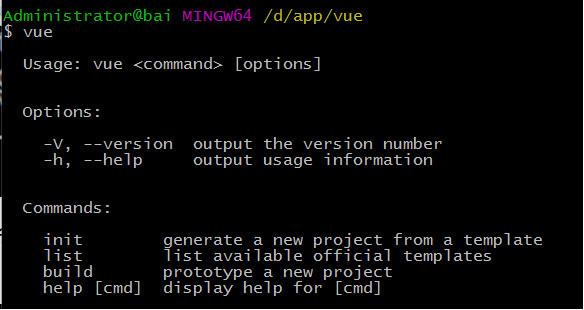 Administrator@bai MINGW64 /d/app/vue
$ vue
Usage: vue <command> [options]
Options:
-V, --version output the version number
-h, --help output usage information
Commands:
init generate a new project from a template
list list available official templates
build prototype a new project
help [cmd] display help for [cmd]